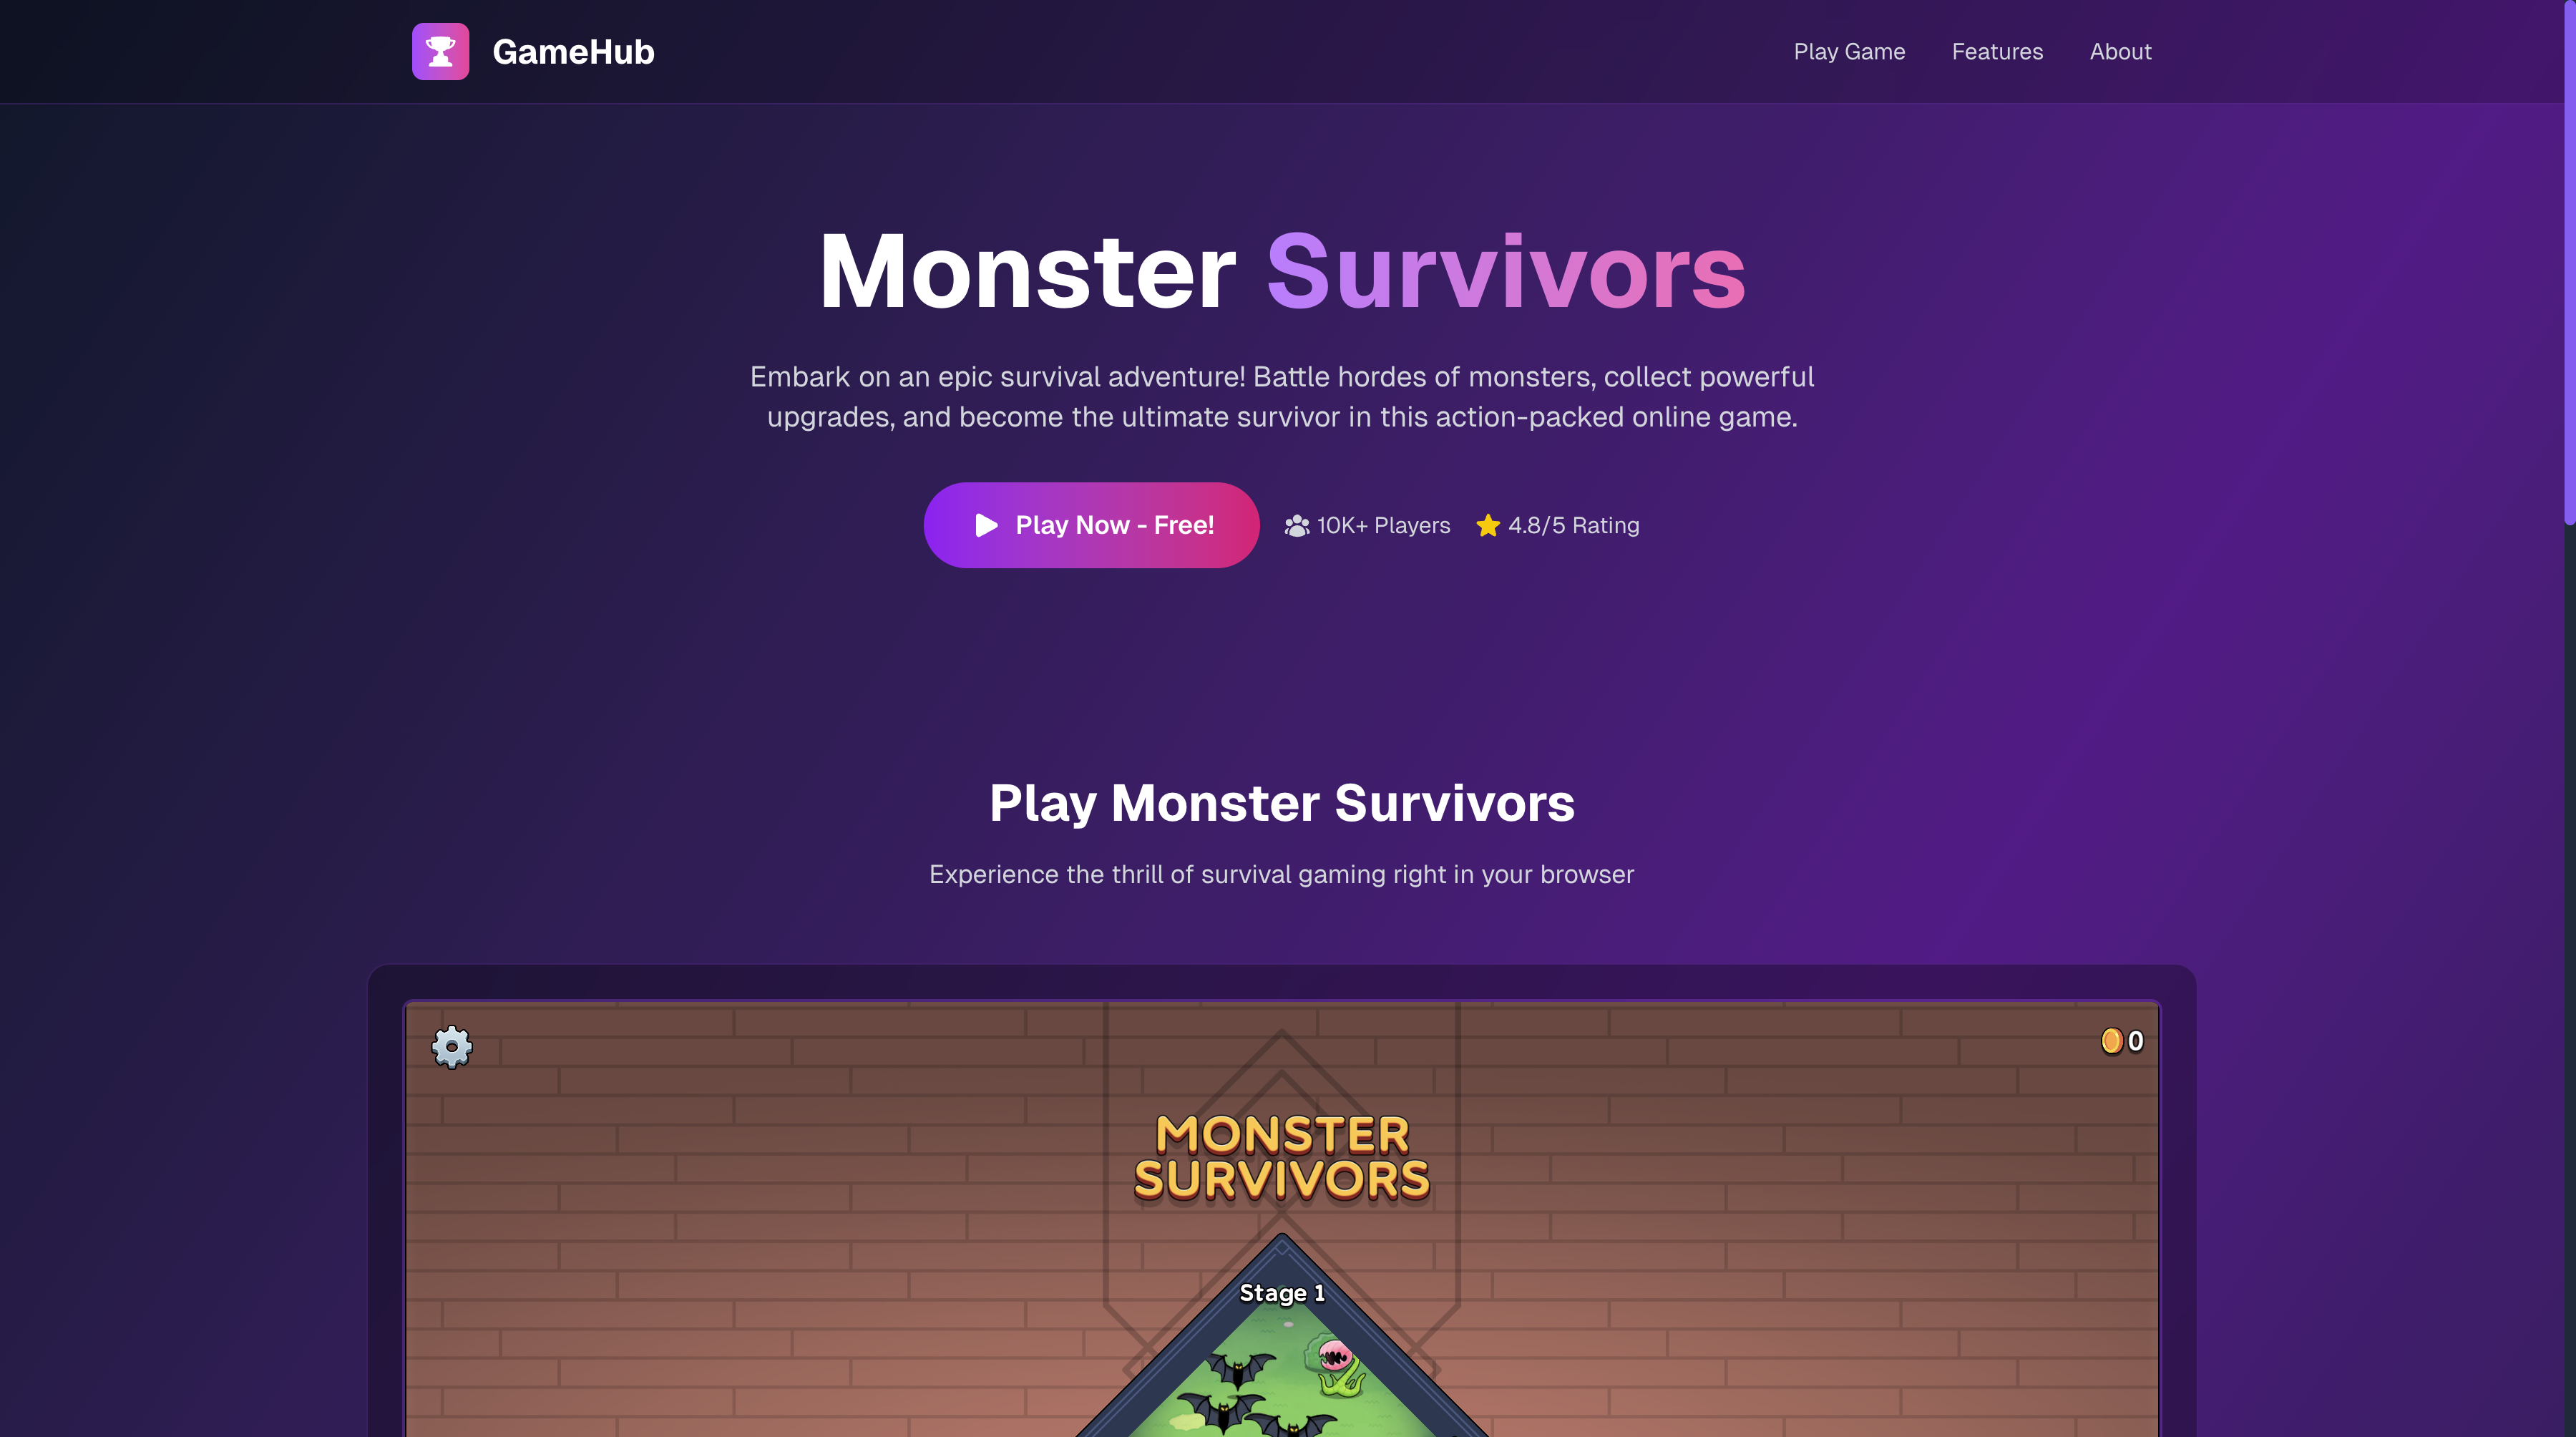 GameHub
Play Game
Features
About
Monster Survivors
Embark on an epic survival adventure! Battle hordes of monsters, collect powerful
upgrades, and become the ultimate survivor in this action-packed online game.
Play Now - Free!
10K+ Players
4.8/5 Rating
Play Monster Survivors
Experience the thrill of survival gaming right in your browser
0
MONSTER
SURVIVORS
Stage 1